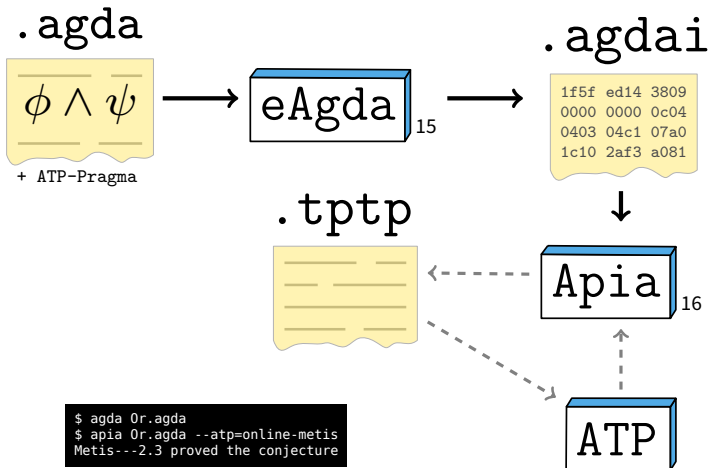 .agda
ϕ ∧ ψ
+ ATP-Pragma
eAgda 15
.agdai
1f5f ed14 3809
0000 0000 0c04
0403 04c1 07a0
1c10 2af3 a081
.tptp
Apia 16
ATP
$ agda Or.agda
$ apia Or.agda --atp=online-metis
Metis---2.3 proved the conjecture